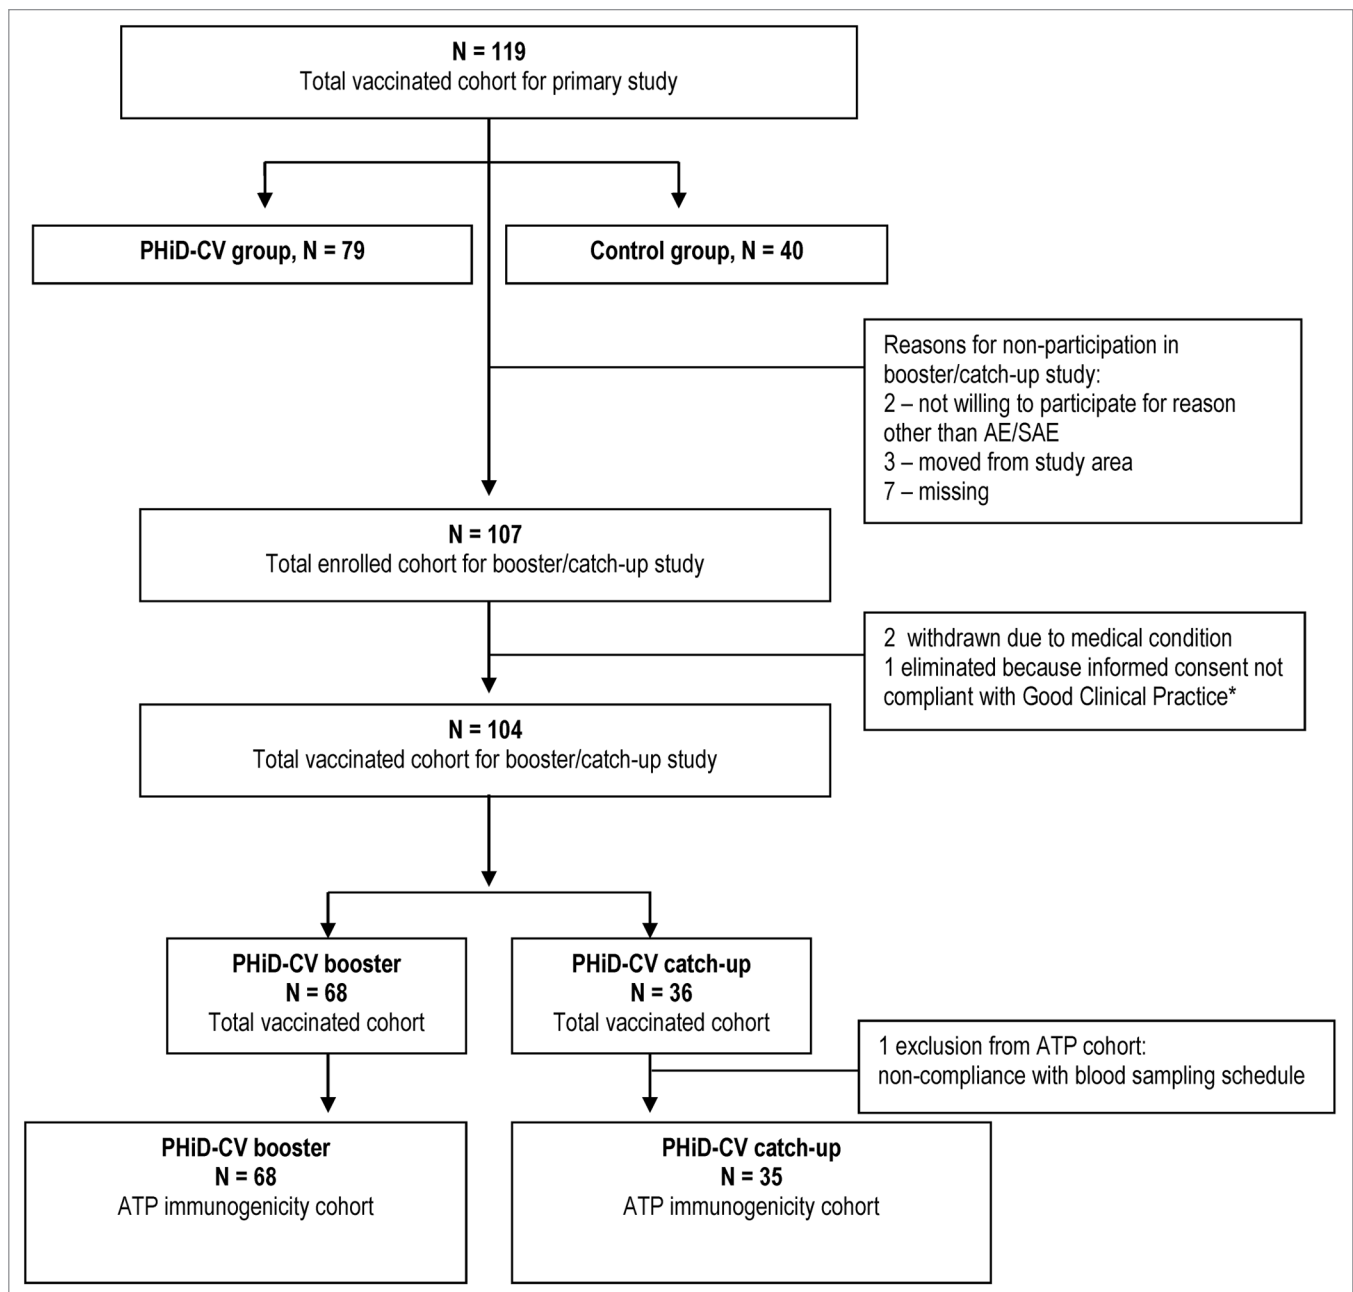 N = 119
Total vaccinated cohort for primary study
PHiD-CV group, N = 79
Control group, N = 40
Reasons for non-participation in
booster/catch-up study:
2 – not willing to participate for reason
other than AE/SAE
3 – moved from study area
7 – missing
N = 107
Total enrolled cohort for booster/catch-up study
2  withdrawn due to medical condition
1 eliminated because informed consent not
compliant with Good Clinical Practice*
N = 104
Total vaccinated cohort for booster/catch-up study
PHiD-CV booster
N = 68
Total vaccinated cohort
PHiD-CV catch-up
N = 36
Total vaccinated cohort
1 exclusion from ATP cohort:
non-compliance with blood sampling schedule
PHiD-CV booster
N = 68
ATP immunogenicity cohort
PHiD-CV catch-up
N = 35
ATP immunogenicity cohort